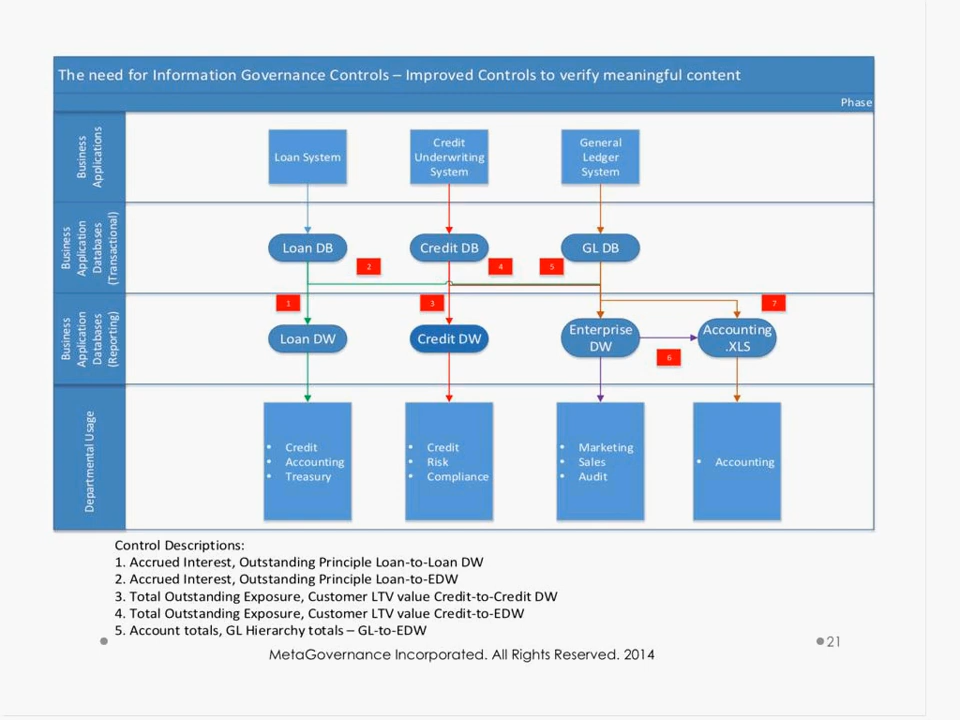 The need for Information Governance Controls – Improved Controls to verify meaningful content
Phase
Business
Applications
Loan System
Credit
Underwriting
System
General
Ledger
System
Business
Application
Databases
(Transactional)
Loan DB
Credit DB
GL DB
2
4
5
Business
Application
Databases
(Reporting)
1
3
7
Loan DW
Credit DW
Enterprise
DW
Accounting
.XLS
6
Departmental Usage
• Credit
• Accounting
• Treasury
• Credit
• Risk
• Compliance
• Marketing
• Sales
• Audit
• Accounting
Control Descriptions:
1. Accrued Interest, Outstanding Principle Loan-to-Loan DW
2. Accrued Interest, Outstanding Principle Loan-to-EDW
3. Total Outstanding Exposure, Customer LTV value Credit-to-Credit DW
4. Total Outstanding Exposure, Customer LTV value Credit-to-EDW
5. Account totals, GL Hierarchy totals – GL-to-EDW
21
MetaGovernance Incorporated. All Rights Reserved. 2014